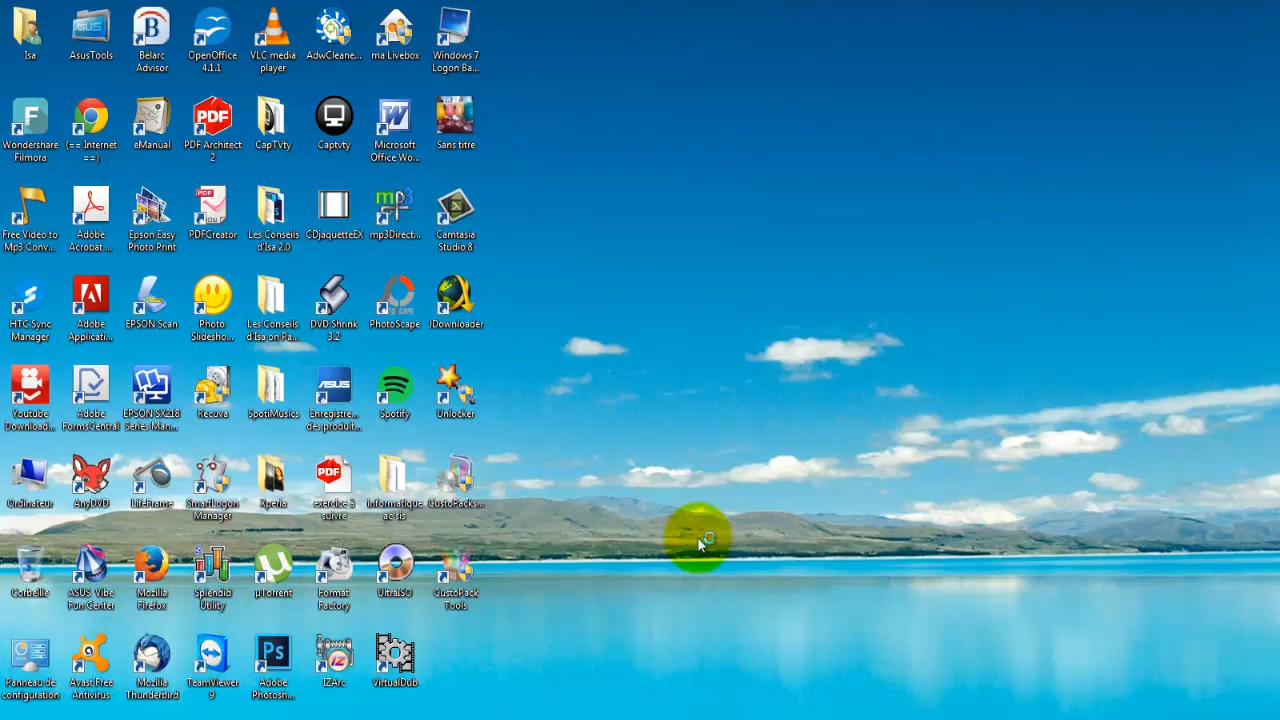 Isa
AsusTools
Belarc
Advisor
OpenOffice
4.1.1
VLC media
player
AdwCleane...
ma Livebox
Windows 7
Logon Ba...
Wondershare
Filmora
(== Internet
==)
eManual
PDF Architect
2
CapTVty
Captvty
Microsoft
Office Wo...
Sans titre
Free Video to
Mp3 Conv...
Adobe
Acrobat ...
Epson Easy
Photo Print
PDFCreator
Les Conseils
d'Isa 2.0
CDjaquetteEX
mp3Direct...
Camtasia
Studio 8
HTC Sync
Manager
Adobe
Applicati...
EPSON Scan
Photo
Slidesho...
Les Conseils
d'Isa on Pa...
DVD Shrink
3.2
PhotoScape
JDownloader
Youtube
Download...
Adobe
FormsCentral
EPSON SX218
Series Man...
Recuva
SpotiMusics
Enregistre...
des produit...
Spotify
Unlocker
Ordinateur
AnyDVD
LifeFrame
SmartLogon
Manager
Xperia
exercice à
suivre
informatique
ac sis
CustoPacks...
Corbeille
ASUS Vibe
Fun Center
Mozilla
Firefox
Splendid
Utility
µTorrent
Format
Factory
UltraISO
CustoPack
Tools
Panneau de
configuration
Avast Free
Antivirus
Mozilla
Thunderbird
TeamViewer
9
Adobe
Photosh...
IZArc
VirtualDub